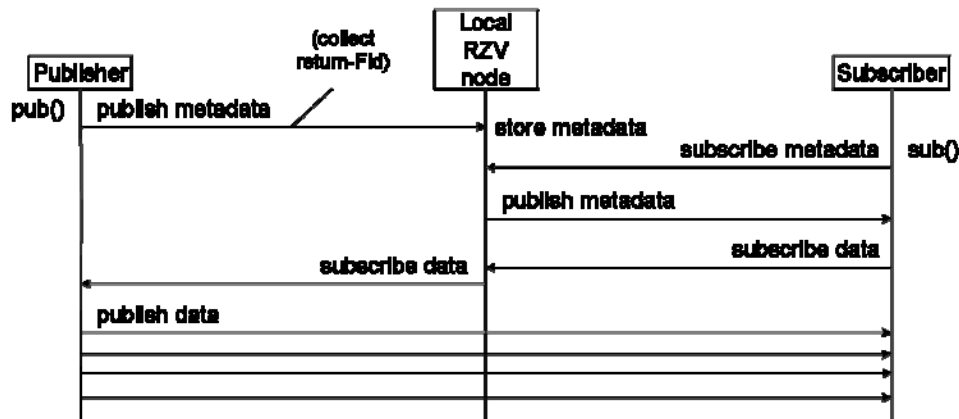 Local
RZV
node
(collect
return-Fid)
Publisher
Subscriber
pub()
publish metadata
store metadata
subscribe metadata
sub()
publish metadata
subscribe data
subscribe data
publish data